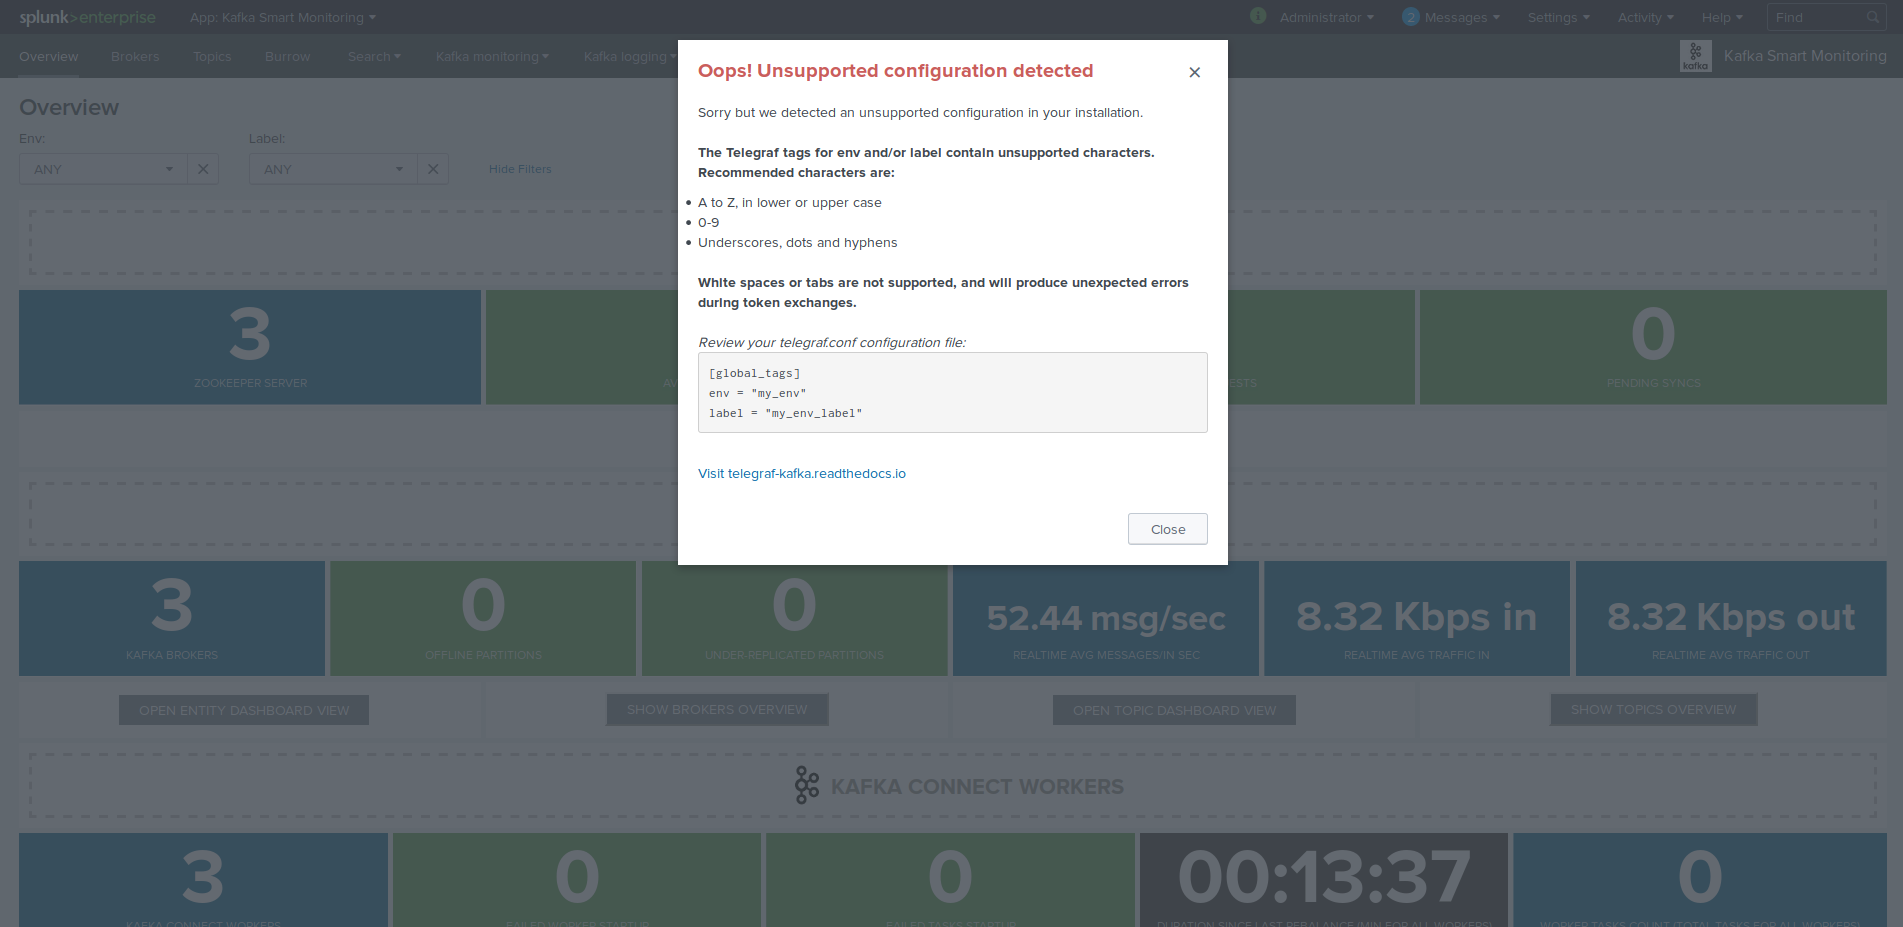 splunk>enterprise App: Kafka Smart Monitoring i Administrator 2 Messages Settings Activity Help Find
Overview Brokers Topics Burrow Search Kafka monitoring Kafka logging kafka Kafka Smart Monitoring
Oops! Unsupported configuration detected
Sorry but we detected an unsupported configuration in your installation.
The Telegraf tags for env and/or label contain unsupported characters.
Recommended characters are:
A to Z, in lower or upper case
0-9
Underscores, dots and hyphens
White spaces or tabs are not supported, and will produce unexpected errors
during token exchanges.
Review your telegraf.conf configuration file:
[global_tags]
env = "my_env"
label = "my_env_label"
Visit telegraf-kafka.readthedocs.io
Close
Overview
Env: Label:
ANY ANY Hide Filters
3 0
ZOOKEEPER SERVER PENDING SYNCS
3 0 0 52.44 msg/sec 8.32 Kbps in 8.32 Kbps out
KAFKA BROKERS OFFLINE PARTITIONS UNDER-REPLICATED PARTITIONS REALTIME AVG MESSAGES/IN SEC REALTIME AVG TRAFFIC IN REALTIME AVG TRAFFIC OUT
OPEN ENTITY DASHBOARD VIEW SHOW BROKERS OVERVIEW OPEN TOPIC DASHBOARD VIEW SHOW TOPICS OVERVIEW
KAFKA CONNECT WORKERS
3 0 0 00:13:37 0
KAFKA CONNECT WORKERS FAILED WORKER STARTUP FAILED TASKS STARTUP DURATION SINCE LAST REBALANCE (MIN FOR ALL WORKERS) WORKER TASKS COUNT (TOTAL TASKS FOR ALL WORKERS)